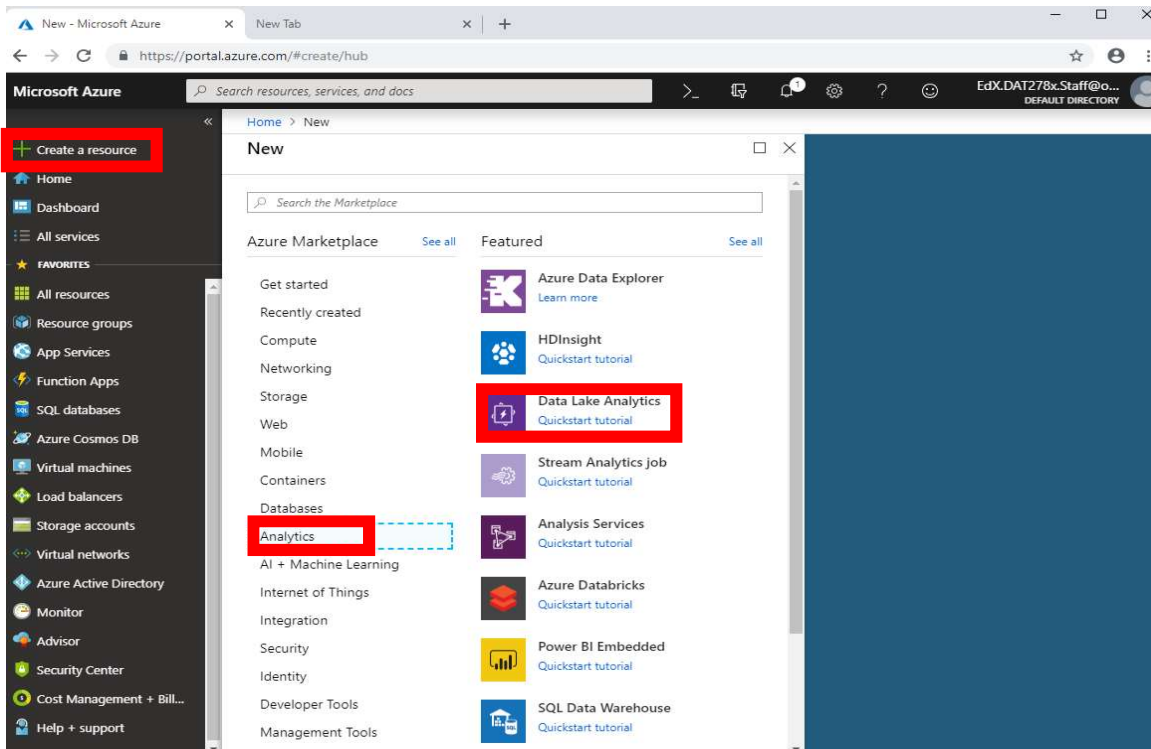 New - Microsoft Azure
New Tab
https://portal.azure.com/#create/hub
Microsoft Azure
Search resources, services, and docs
1
EdX.DAT278x.Staff@o...
DEFAULT DIRECTORY
Create a resource
Home
Dashboard
All services
FAVORITES
All resources
Resource groups
App Services
Function Apps
SQL databases
Azure Cosmos DB
Virtual machines
Load balancers
Storage accounts
Virtual networks
Azure Active Directory
Monitor
Advisor
Security Center
Cost Management + Bill...
Help + support
Home > New
New
Search the Marketplace
Azure Marketplace
See all
Get started
Recently created
Compute
Networking
Storage
Web
Mobile
Containers
Databases
Analytics
AI + Machine Learning
Internet of Things
Integration
Security
Identity
Developer Tools
Management Tools
Featured
See all
Azure Data Explorer
Learn more
HDInsight
Quickstart tutorial
Data Lake Analytics
Quickstart tutorial
Stream Analytics job
Quickstart tutorial
Analysis Services
Quickstart tutorial
Azure Databricks
Quickstart tutorial
Power BI Embedded
Quickstart tutorial
SQL Data Warehouse
Quickstart tutorial